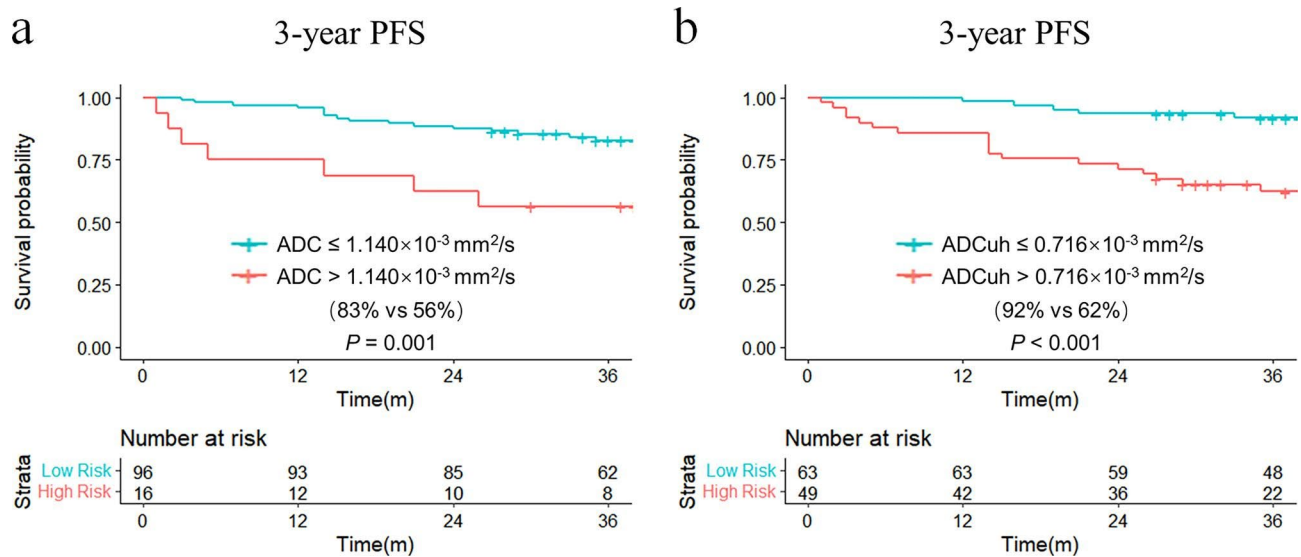 a
3-year PFS
Survival probability
1.00
0.75
0.50
0.25
0.00
ADC ≤ 1.140×10⁻³ mm²/s
ADC > 1.140×10⁻³ mm²/s
(83% vs 56%)
P = 0.001
0 12 24 36
Time(m)
Number at risk
Strata
Low Risk 96 93 85 62
High Risk 16 12 10 8
0 12 24 36
Time(m)
b
3-year PFS
Survival probability
1.00
0.75
0.50
0.25
0.00
ADCuh ≤ 0.716×10⁻³ mm²/s
ADCuh > 0.716×10⁻³ mm²/s
(92% vs 62%)
P < 0.001
0 12 24 36
Time(m)
Number at risk
Strata
Low Risk 63 63 59 48
High Risk 49 42 36 22
0 12 24 36
Time(m)